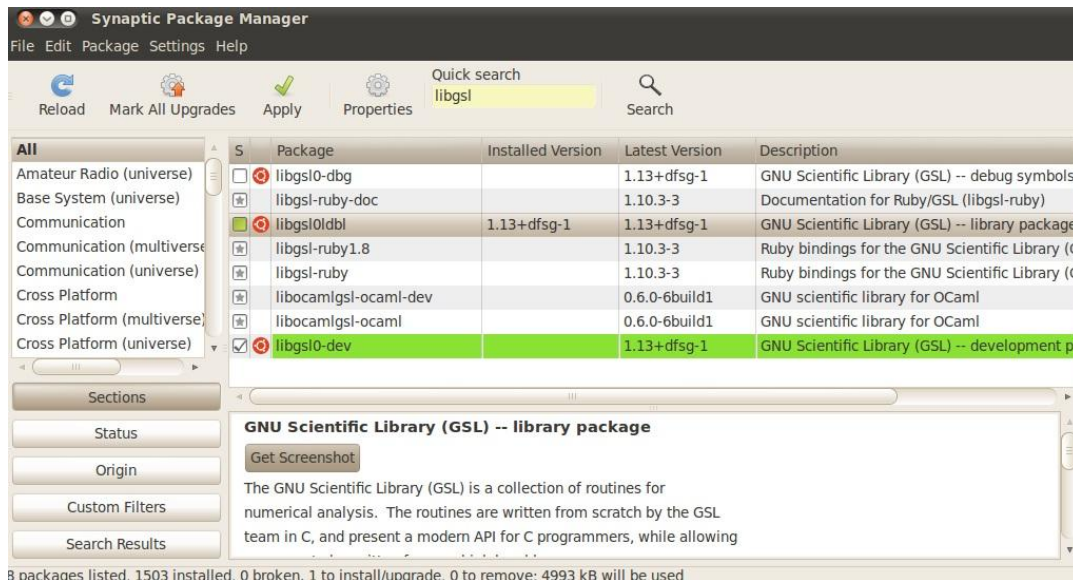 Synaptic Package Manager
File Edit Package Settings Help
Reload Mark All Upgrades Apply Properties Quick search Search
libgsl
All
Amateur Radio (universe)
Base System (universe)
Communication
Communication (multiverse
Communication (universe)
Cross Platform
Cross Platform (multiverse)
Cross Platform (universe)
Sections
Status
Origin
Custom Filters
Search Results
S Package Installed Version Latest Version Description
libgsl0-dbg 1.13+dfsg-1 GNU Scientific Library (GSL) -- debug symbols
libgsl-ruby-doc 1.10.3-3 Documentation for Ruby/GSL (libgsl-ruby)
libgsl0ldbl 1.13+dfsg-1 1.13+dfsg-1 GNU Scientific Library (GSL) -- library package
libgsl-ruby1.8 1.10.3-3 Ruby bindings for the GNU Scientific Library (
libgsl-ruby 1.10.3-3 Ruby bindings for the GNU Scientific Library (
libocamlgsl-ocaml-dev 0.6.0-6build1 GNU scientific library for OCaml
libocamlgsl-ocaml 0.6.0-6build1 GNU scientific library for OCaml
libgsl0-dev 1.13+dfsg-1 GNU Scientific Library (GSL) -- development p
GNU Scientific Library (GSL) -- library package
Get Screenshot
The GNU Scientific Library (GSL) is a collection of routines for
numerical analysis. The routines are written from scratch by the GSL
team in C, and present a modern API for C programmers, while allowing
8 packages listed, 1503 installed, 0 broken. 1 to install/upgrade, 0 to remove; 4993 kB will be used